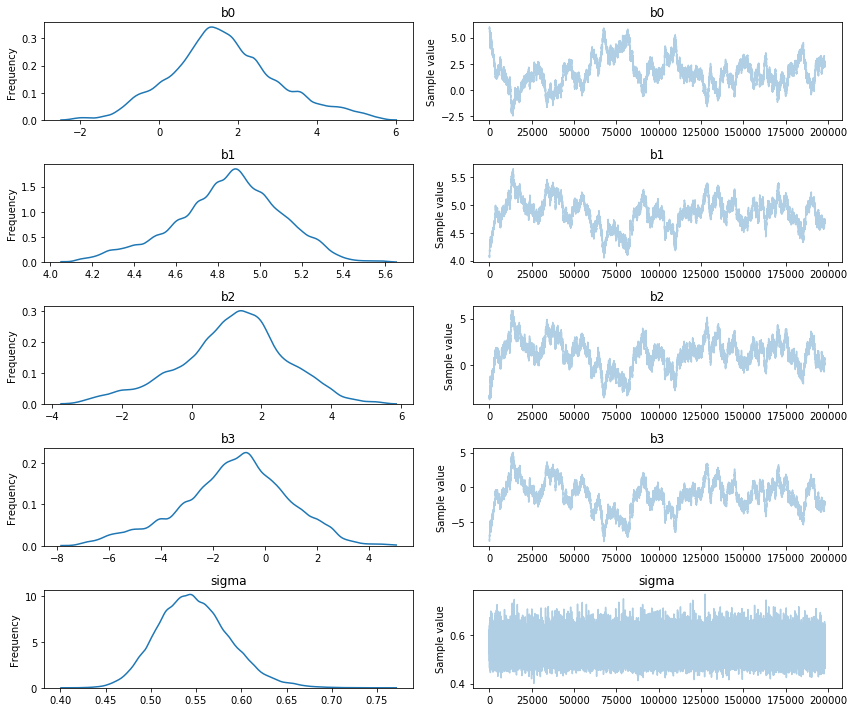 b0
Frequency
0.3
0.2
0.1
0.0
−2 0 2 4 6
b0
Sample value
5.0
2.5
0.0
−2.5
0 25000 50000 75000 100000 125000 150000 175000 200000
b1
Frequency
1.5
1.0
0.5
0.0
4.0 4.2 4.4 4.6 4.8 5.0 5.2 5.4 5.6
b1
Sample value
5.5
5.0
4.5
4.0
0 25000 50000 75000 100000 125000 150000 175000 200000
b2
Frequency
0.3
0.2
0.1
0.0
−4 −2 0 2 4 6
b2
Sample value
5
0
0 25000 50000 75000 100000 125000 150000 175000 200000
b3
Frequency
0.2
0.1
0.0
−8 −6 −4 −2 0 2 4
b3
Sample value
5
0
−5
0 25000 50000 75000 100000 125000 150000 175000 200000
sigma
Frequency
10
5
0
0.40 0.45 0.50 0.55 0.60 0.65 0.70 0.75
sigma
Sample value
0.6
0.4
0 25000 50000 75000 100000 125000 150000 175000 200000